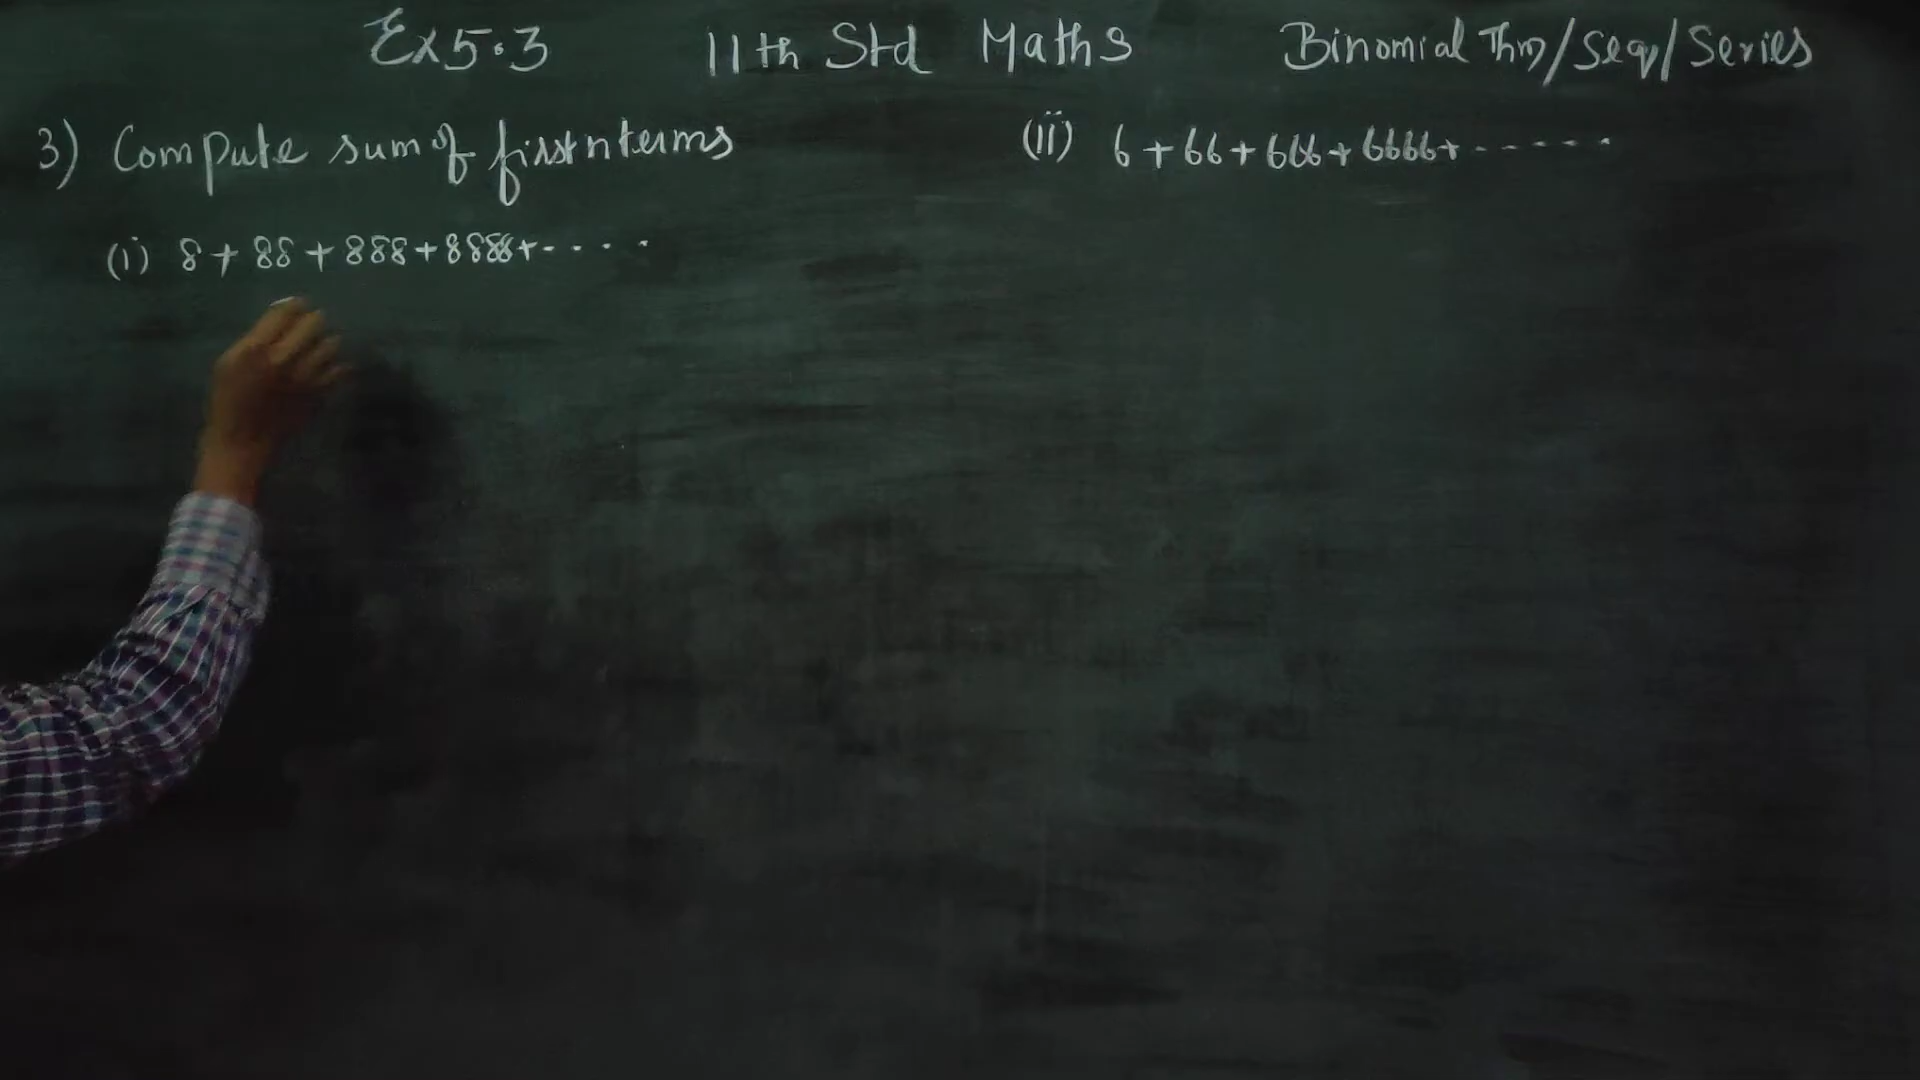 Ex 5.3 11th Std Maths Binomial Thm/Seq/Series
3) Compute sum of first n terms
(i) 8 + 88 + 888 + 8888 + ....
(ii) 6 + 66 + 666 + 6666 + ......